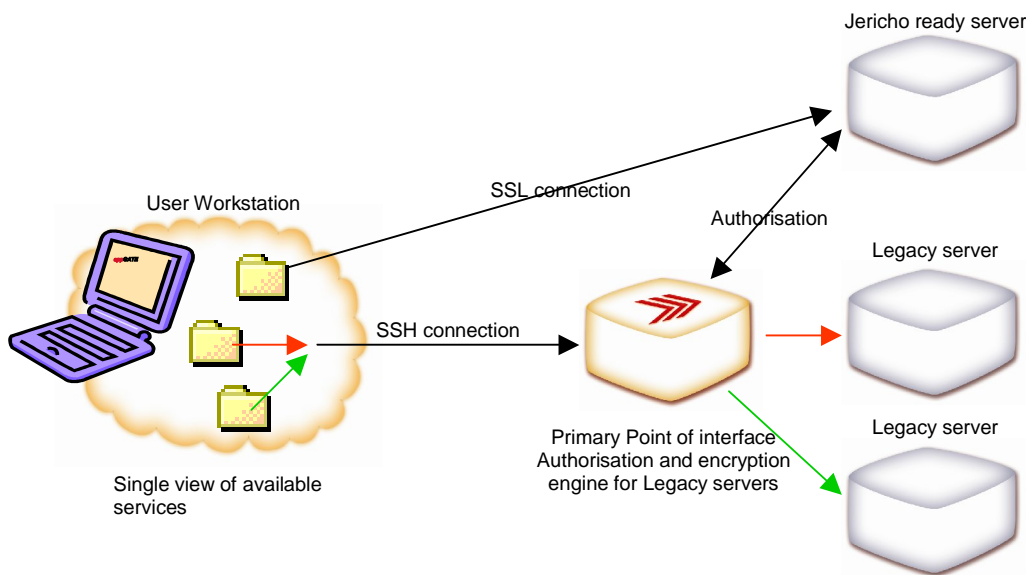 Jericho ready server
SSL connection
User Workstation
Authorisation
appGATE
Legacy server
SSH connection
Legacy server
Primary Point of interface
Authorisation and encryption
engine for Legacy servers
Single view of available
services